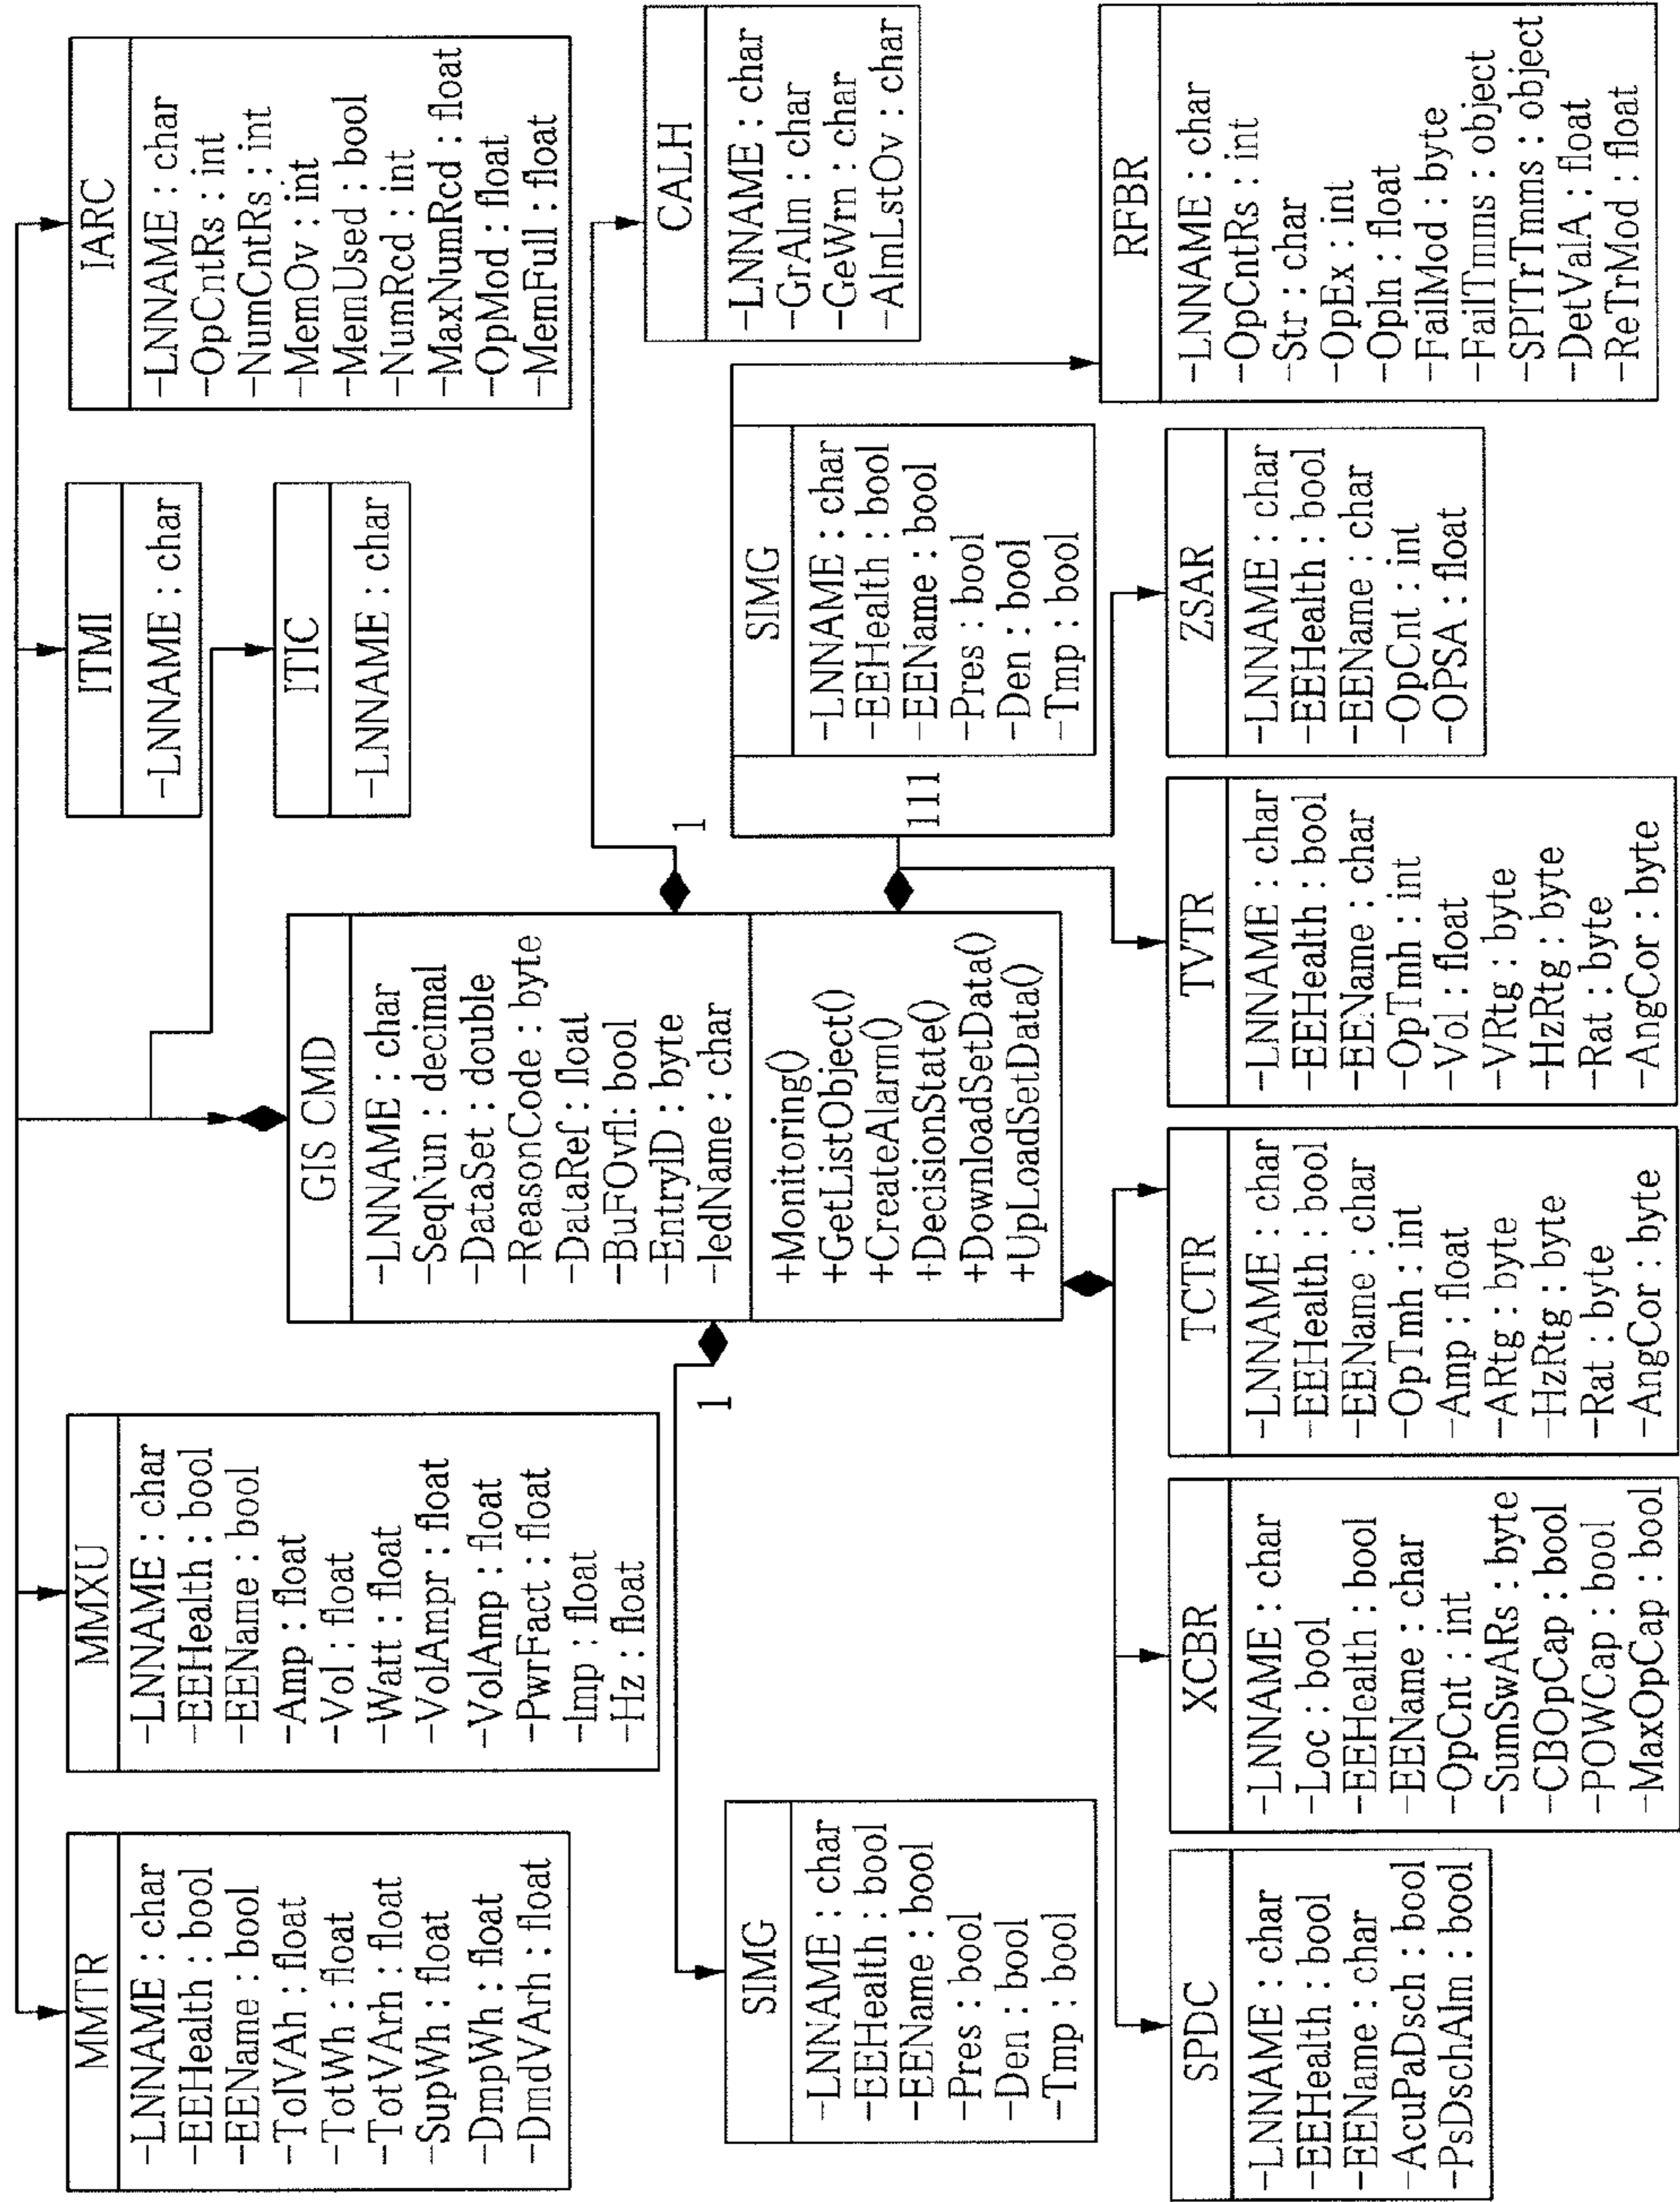 MMTR
-LNNAME : char
-EEHealth : bool
-EEName : bool
-TolVAh : float
-TotWh : float
-TotVArh : float
-SupWh : float
-DmpWh : float
-DmdVArh : float
MMXU
-LNNAME : char
-EEHealth : bool
-EEName : bool
-Amp : float
-Vol : float
-Watt : float
-VolAmpr : float
-VolAmp : float
-PwrFact : float
-Imp : float
-Hz : float
ITMI
-LNNAME : char
ITIC
-LNNAME : char
IARC
-LNNAME : char
-OpCntRs : int
-NumCntRs : int
-MemOv : int
-MemUsed : bool
-NumRcd : int
-MaxNumRcd : float
-OpMod : float
-MemFull : float
GIS CMD
-LNNAME : char
-SeqNun : decimal
-DataSet : double
-ReasonCode : byte
-DataRef : float
-BuFOvfl : bool
-EntryID : byte
-IedName : char
+Monitoring()
+GetListObject()
+CreateAlarm()
+DecisionState()
+DownloadSetData()
+UpLoadSetData()
1
1
111
CALH
-LNNAME : char
-GrAlm : char
-GeWrn : char
-AlmLstOv : char
SIMG
-LNNAME : char
-EEHealth : bool
-EEName : bool
-Pres : bool
-Den : bool
-Tmp : bool
SIMG
-LNNAME : char
-EEHealth : bool
-EEName : bool
-Pres : bool
-Den : bool
-Tmp : bool
SPDC
-LNNAME : char
-EEHealth : bool
-EEName : char
-AcuPaDsch : bool
-PsDschAlm : bool
XCBR
-LNNAME : char
-Loc : bool
-EEHealth : bool
-EEName : char
-OpCnt : int
-SumSwARs : byte
-CBOpCap : bool
-POWCap : bool
-MaxOpCap : bool
TCTR
-LNNAME : char
-EEHealth : bool
-EEName : char
-OpTmh : int
-Amp : float
-ARtg : byte
-HzRtg : byte
-Rat : byte
-AngCor : byte
TVTR
-LNNAME : char
-EEHealth : bool
-EEName : char
-OpTmh : int
-Vol : float
-VRtg : byte
-HzRtg : byte
-Rat : byte
-AngCor : byte
ZSAR
-LNNAME : char
-EEHealth : bool
-EEName : char
-OpCnt : int
-OPSA : float
RFBR
-LNNAME : char
-OpCntRs : int
-Str : char
-OpEx : int
-OpIn : float
-FailMod : byte
-FailTmms : object
-SPlTrTmms : object
-DetValA : float
-ReTrMod : float